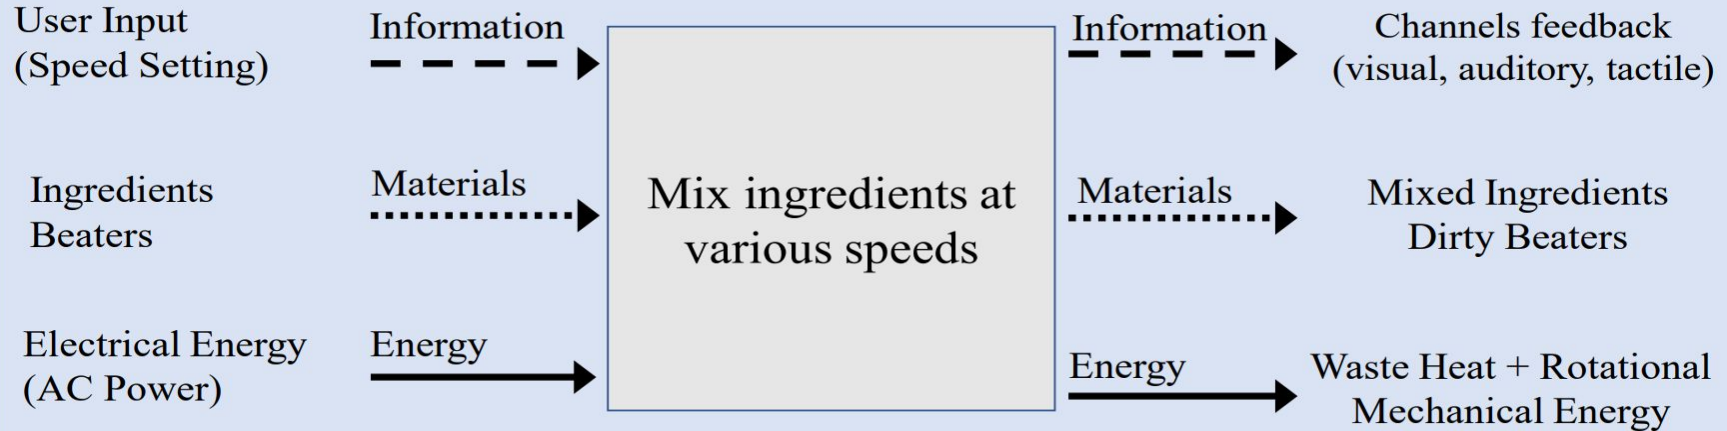 User Input
(Speed Setting)
Information
Information
Channels feedback
(visual, auditory, tactile)
Ingredients
Beaters
Materials
Mix ingredients at
various speeds
Materials
Mixed Ingredients
Dirty Beaters
Electrical Energy
(AC Power)
Energy
Energy
Waste Heat + Rotational
Mechanical Energy